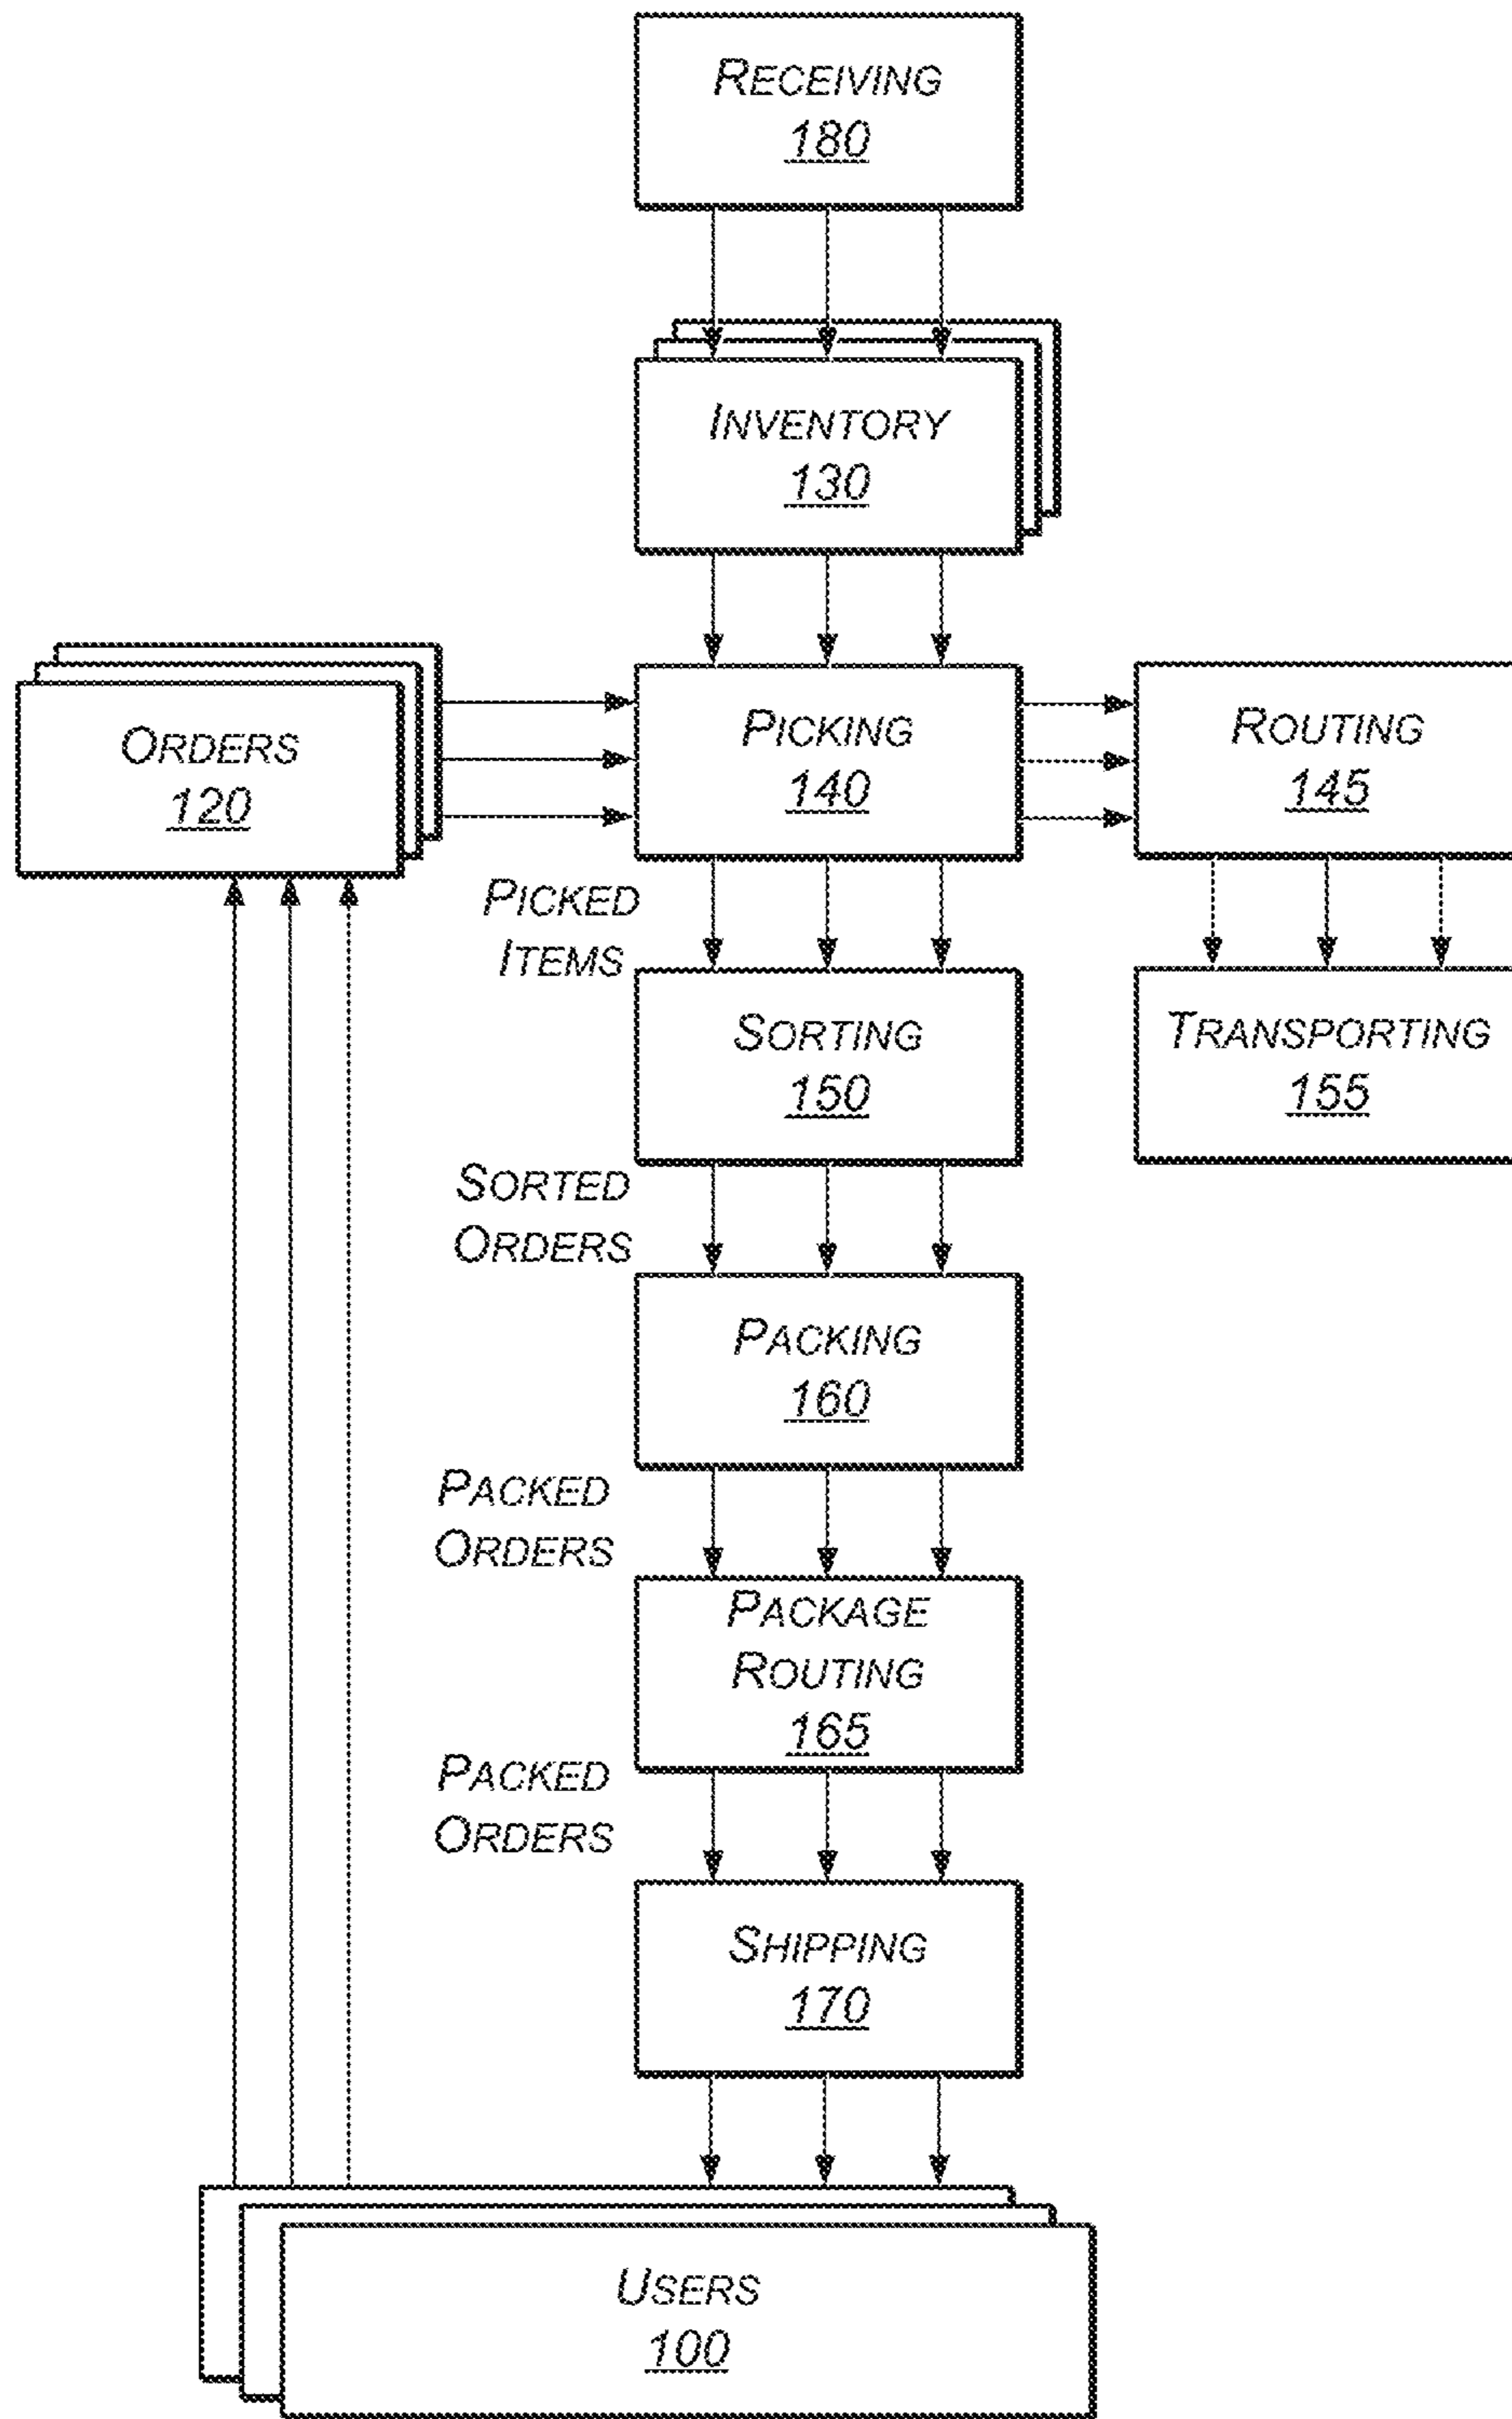 RECEIVING
180
INVENTORY
130
ORDERS
120
PICKING
140
ROUTING
145
PICKED
ITEMS
SORTING
150
TRANSPORTING
155
SORTED
ORDERS
PACKING
160
PACKED
ORDERS
PACKAGE
ROUTING
165
PACKED
ORDERS
SHIPPING
170
USERS
100